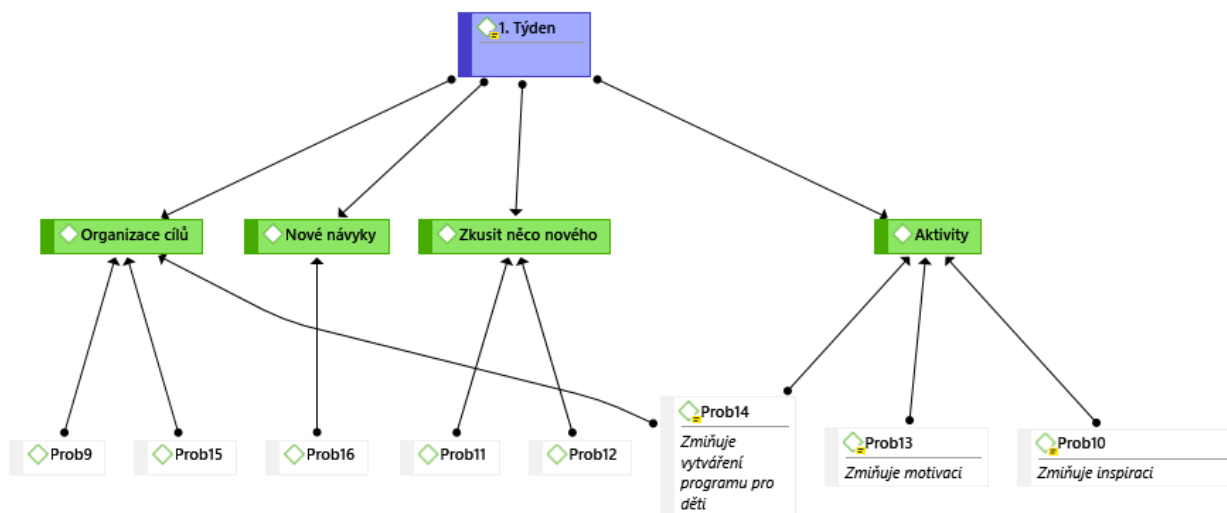 1. Týden
Organizace cílů
Nové návyky
Zkusit něco nového
Aktivity
Prob9
Prob15
Prob16
Prob11
Prob12
Prob14
Zmiňuje
vytváření
programu pro
děti
Prob13
Zmiňuje motivaci
Prob10
Zmiňuje inspiraci